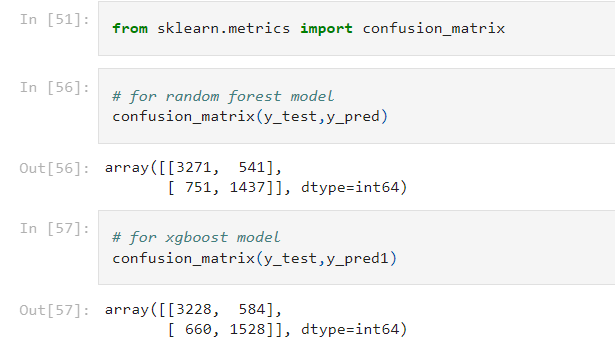 In [51]:
from sklearn.metrics import confusion_matrix
In [56]:
# for random forest model
confusion_matrix(y_test,y_pred)
Out[56]:
array([[3271,  541],
       [ 751, 1437]], dtype=int64)
In [57]:
# for xgboost model
confusion_matrix(y_test,y_pred1)
Out[57]:
array([[3228,  584],
       [ 660, 1528]], dtype=int64)